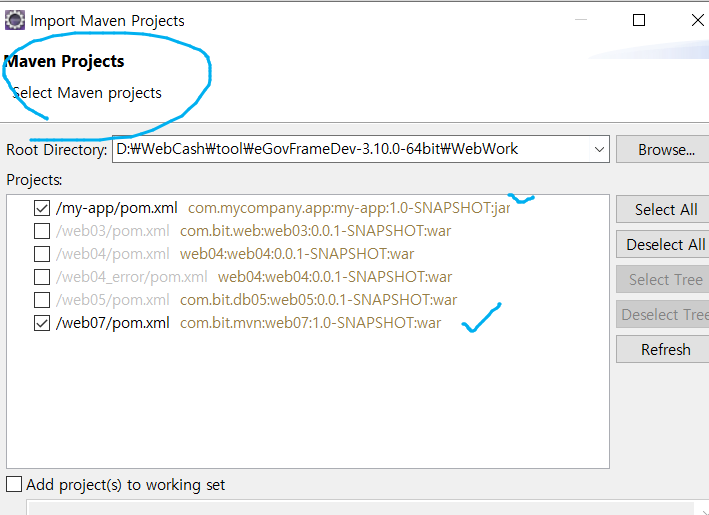 Import Maven Projects
Maven Projects
Select Maven projects
Root Directory: D:₩WebCash₩tool₩eGovFrameDev-3.10.0-64bit₩WebWork Browse...
Projects:
/my-app/pom.xml com.mycompany.app:my-app:1.0-SNAPSHOT:jar Select All
/web03/pom.xml com.bit.web:web03:0.0.1-SNAPSHOT:war
/web04/pom.xml web04:web04:0.0.1-SNAPSHOT:war Deselect All
/web04_error/pom.xml web04:web04:0.0.1-SNAPSHOT:war Select Tree
/web05/pom.xml com.bit.db05:web05:0.0.1-SNAPSHOT:war
/web07/pom.xml com.bit.mvn:web07:1.0-SNAPSHOT:war Deselect Tree
Refresh
Add project(s) to working set